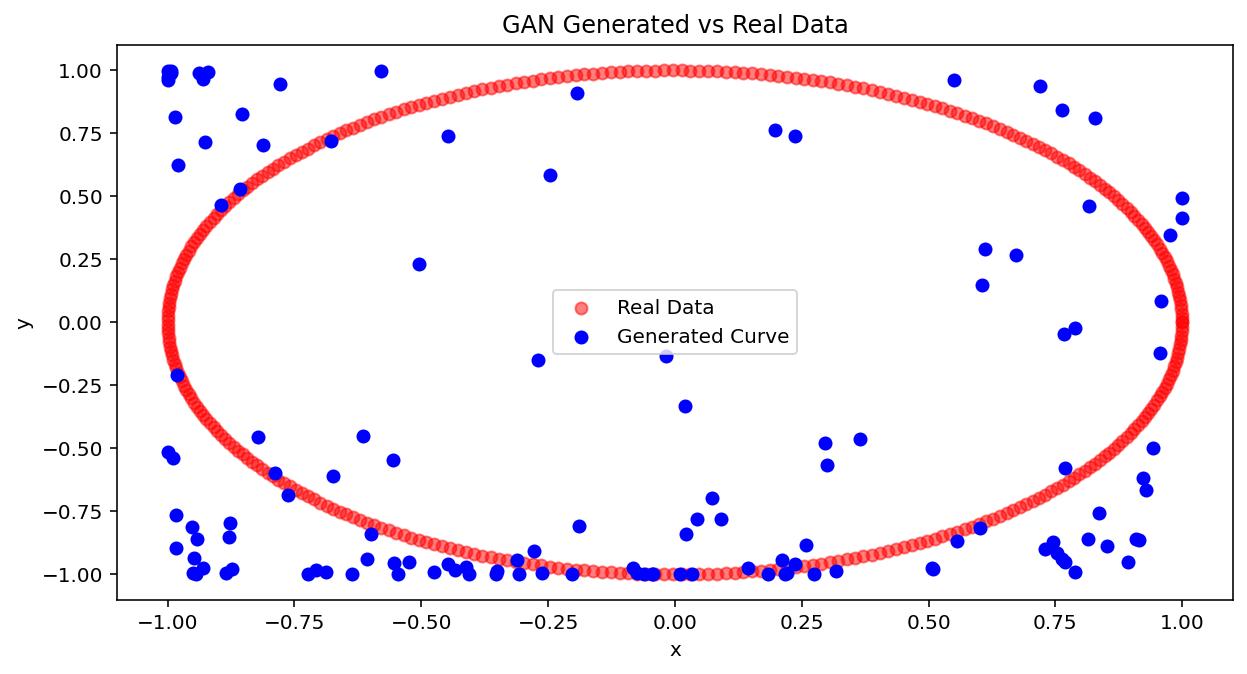 GAN Generated vs Real Data
1.00
0.75
0.50
0.25
0.00
−0.25
−0.50
−0.75
−1.00
y
Real Data
Generated Curve
−1.00 −0.75 −0.50 −0.25 0.00 0.25 0.50 0.75 1.00
x